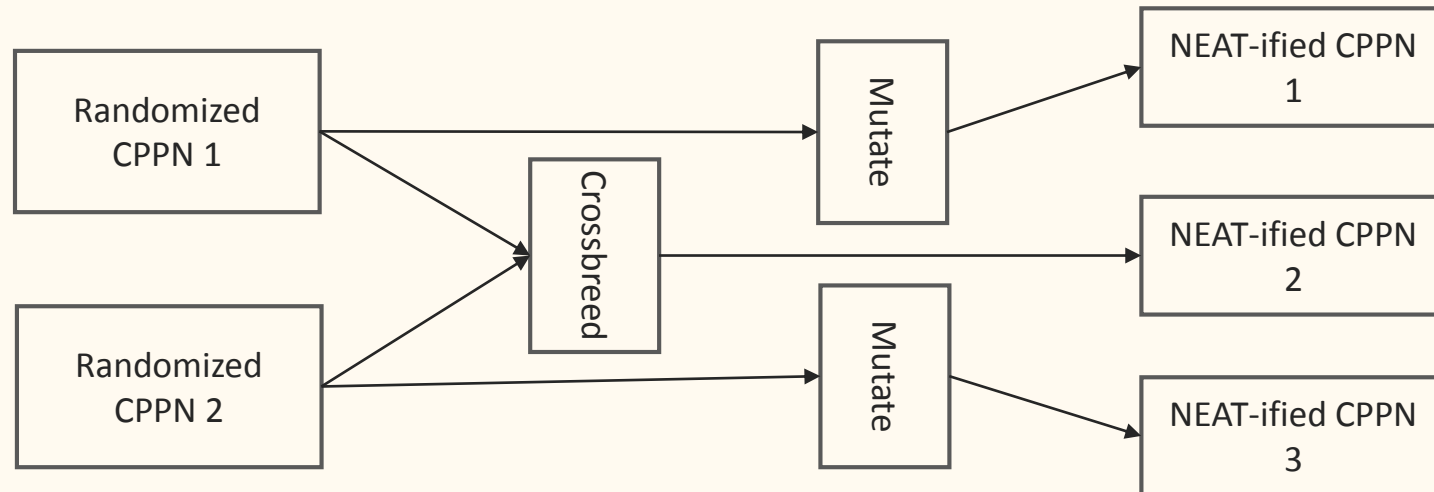 Randomized
CPPN 1
Randomized
CPPN 2
Crossbreed
Mutate
Mutate
NEAT-ified CPPN
1
NEAT-ified CPPN
2
NEAT-ified CPPN
3